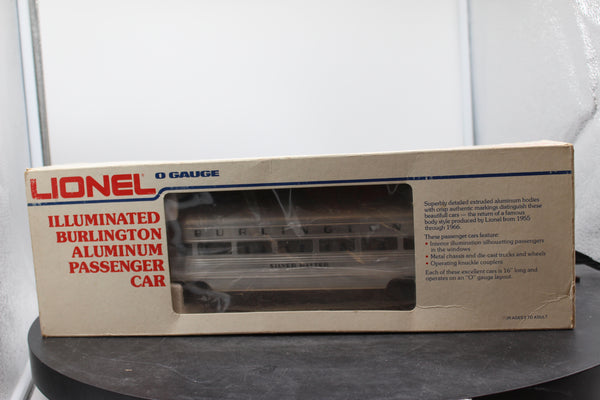 LIONEL
O GAUGE
ILLUMINATED
BURLINGTON
ALUMINUM
PASSENGER
CAR
BURLINGTON
SILVER
Superbly detailed extruded aluminum bodies
with crisp authentic markings distinguish these
beautiful cars — the return of a famous
body style produced by Lionel from 1955
through 1966.
These passenger cars feature:
• Interior illumination silhouetting passengers
in the windows
• Metal chassis and die cast trucks and wheels
• Operating knuckle couplers
Each of these excellent cars is 16" long and
operates on an "O" gauge layout.
FOR AGES 8 TO ADULT